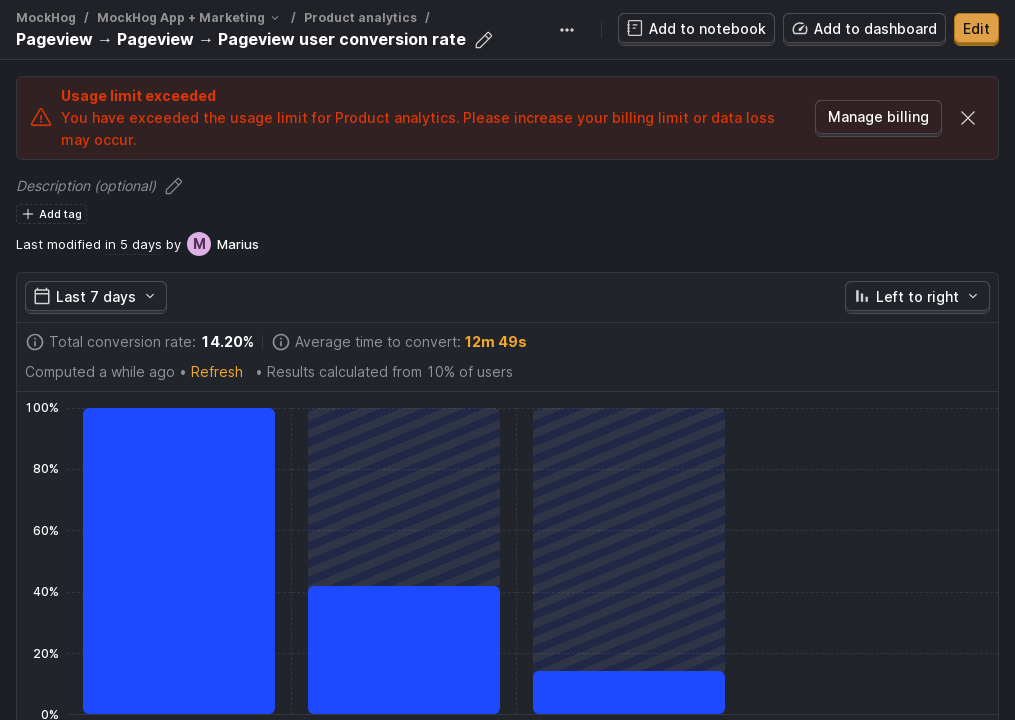 MockHog / MockHog App + Marketing / Product analytics /
Pageview → Pageview → Pageview user conversion rate
Add to notebook
Add to dashboard
Edit
Usage limit exceeded
You have exceeded the usage limit for Product analytics. Please increase your billing limit or data loss
may occur.
Manage billing
Description (optional)
Add tag
Last modified in 5 days by M Marius
Last 7 days
Left to right
Total conversion rate: 14.20% Average time to convert: 12m 49s
Computed a while ago • Refresh • Results calculated from 10% of users
100%
80%
60%
40%
20%
0%